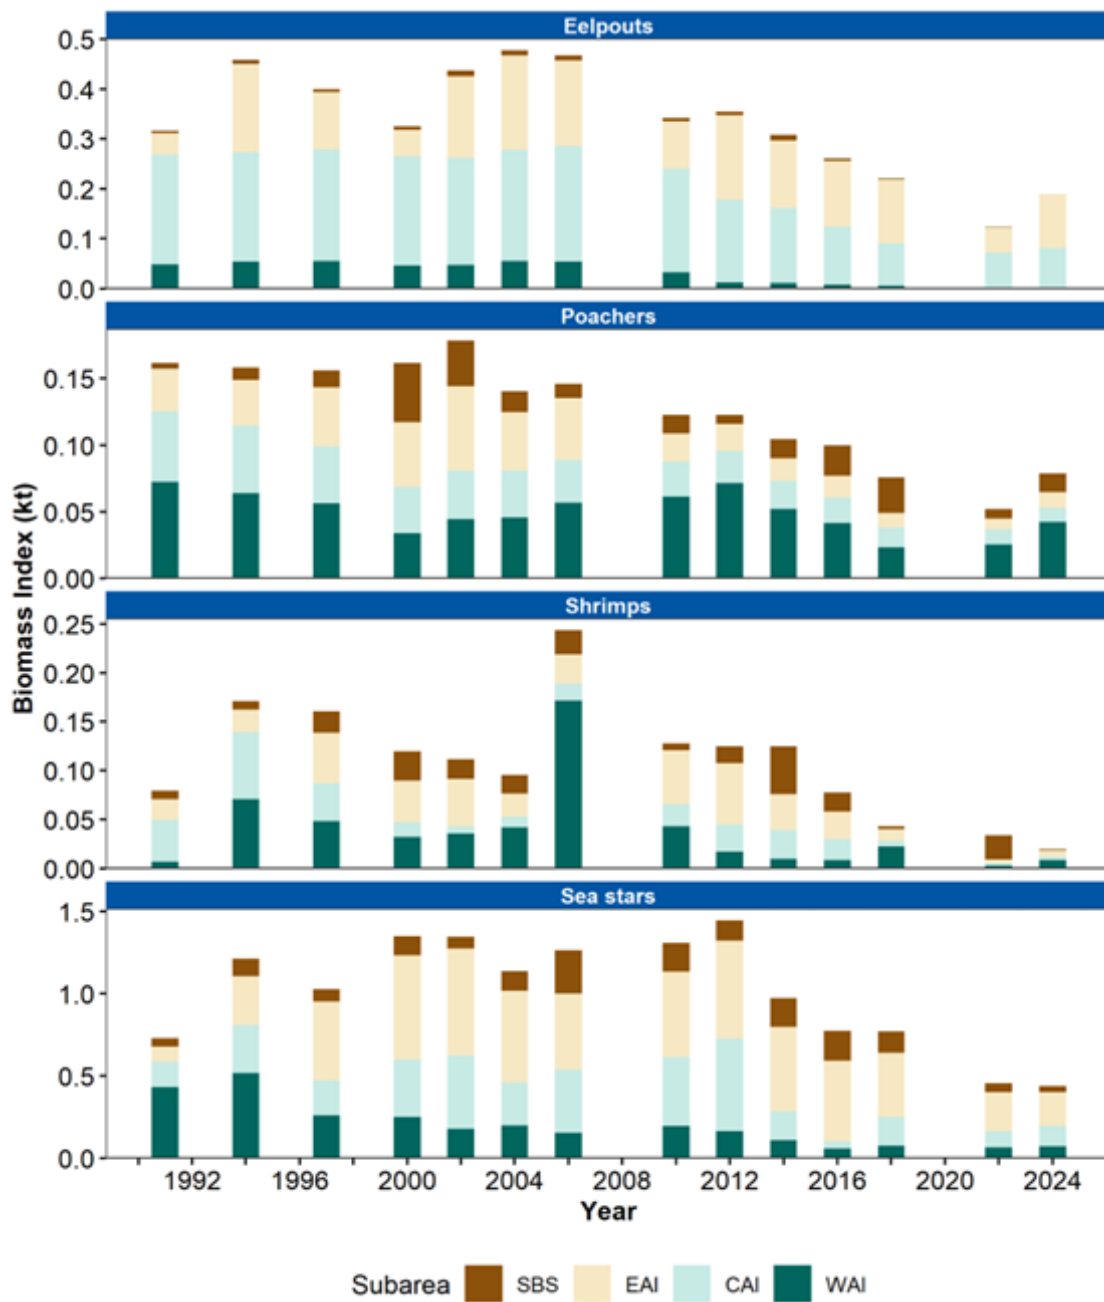 Eelpouts
0.5
0.4
0.3
0.2
0.1
0.0
Poachers
0.15
0.10
0.05
0.00
Biomass Index (kt)
Shrimps
0.25
0.20
0.15
0.10
0.05
0.00
Sea stars
1.5
1.0
0.5
0.0
1992 1996 2000 2004 2008 2012 2016 2020 2024
Year
Subarea SBS EAI CAI WAI